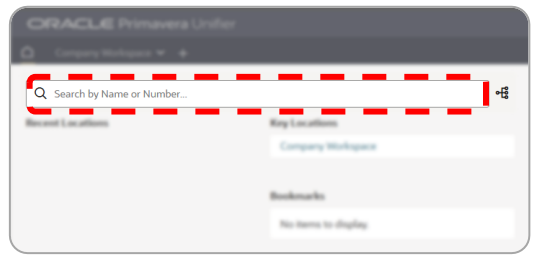 ORACLE Primavera Unifier
Company Workspace
Search by Name or Number...
Recent Locations
Key Locations
Company Workspace
Bookmarks
No items to display.